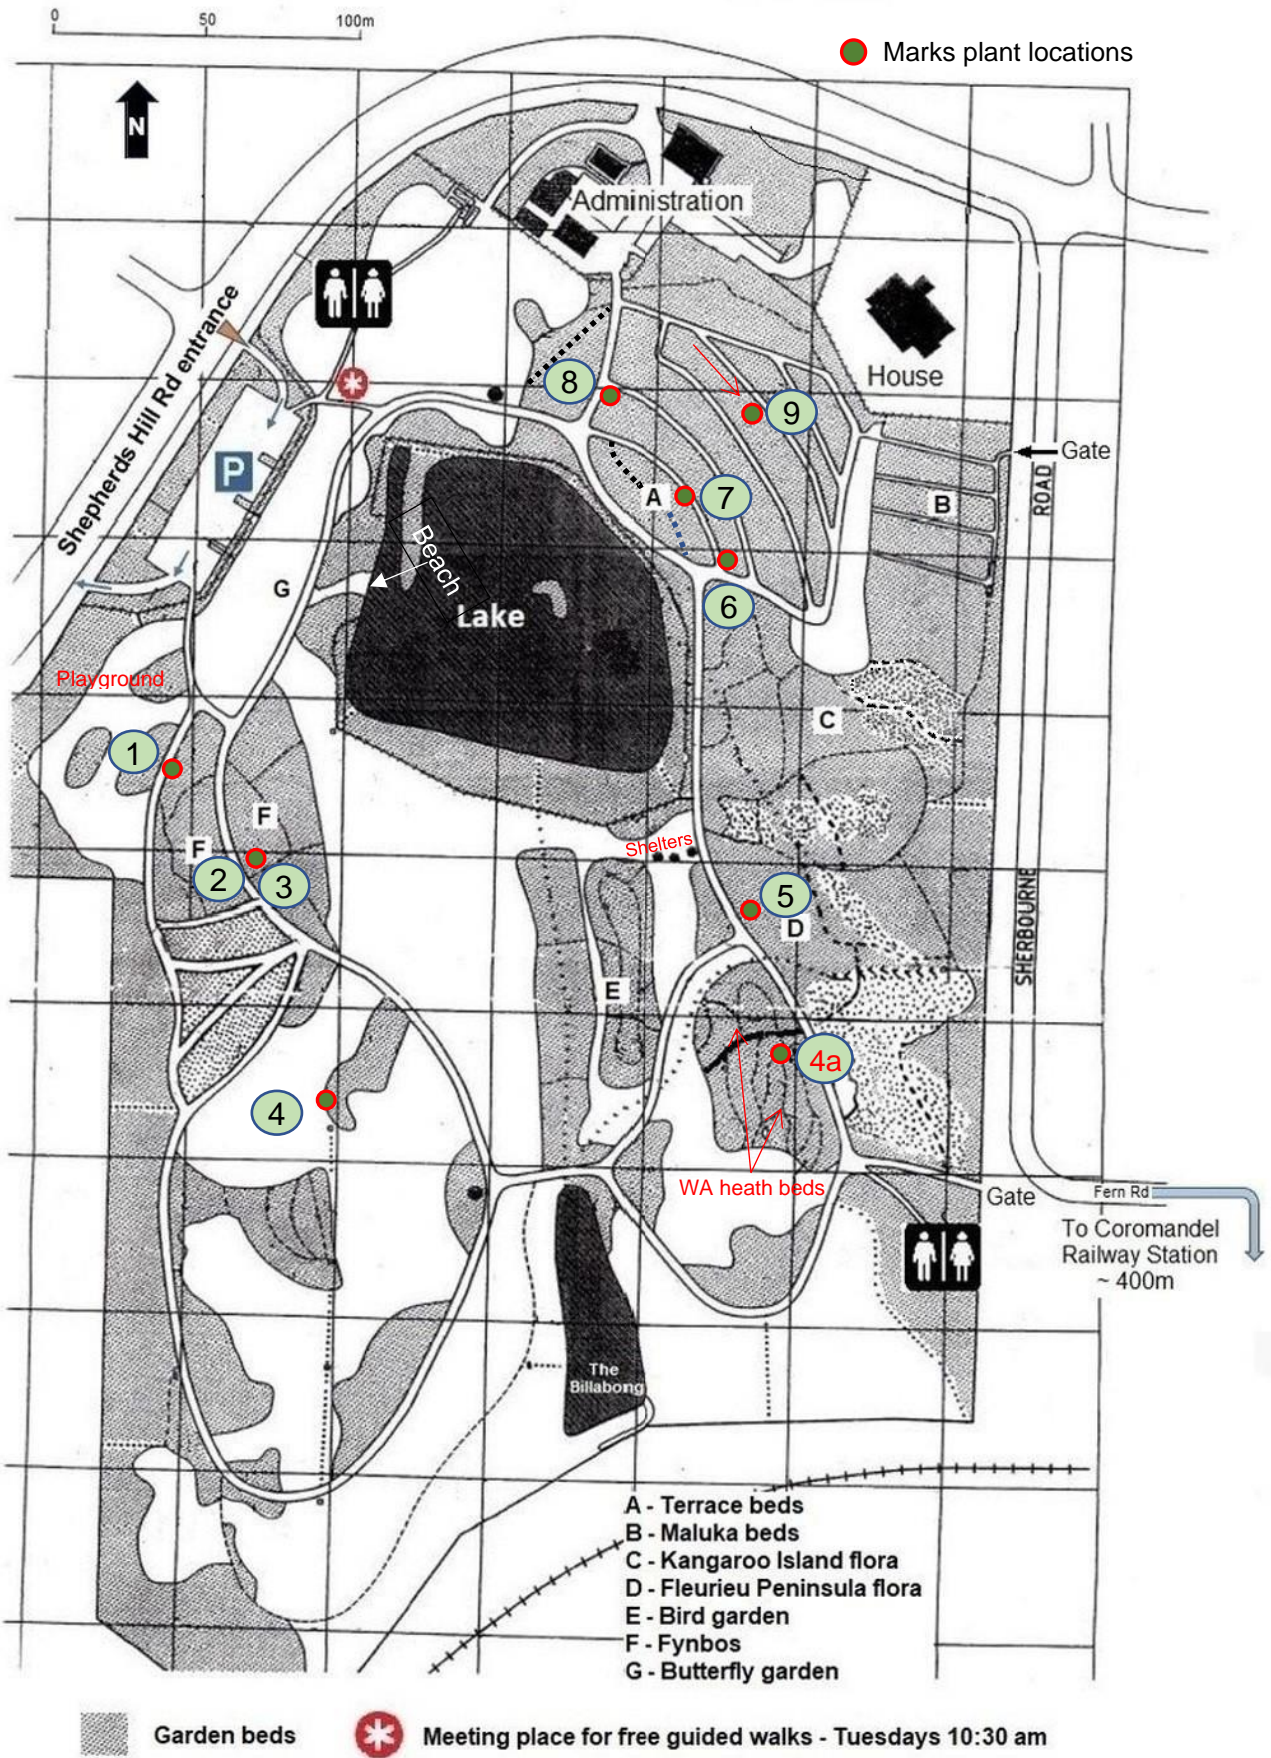 0 50 100m
Marks plant locations
N
Administration
Shepherds Hill Rd entrance
House
8
9
Gate
P
ROAD
A
7
B
Beach
G
Lake
6
Playground
C
1
F
Shelters
F
2
3
5
D
SHERBOURNE
E
4a
4
WA heath beds
Gate
Fern Rd
To Coromandel
Railway Station
~ 400m
The
Billabong
A - Terrace beds
B - Maluka beds
C - Kangaroo Island flora
D - Fleurieu Peninsula flora
E - Bird garden
F - Fynbos
G - Butterfly garden
Garden beds
Meeting place for free guided walks - Tuesdays 10:30 am